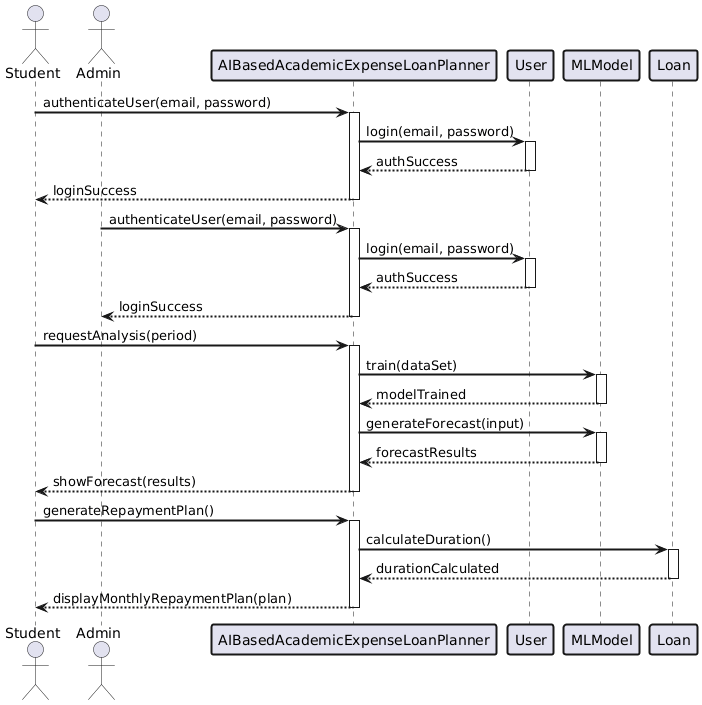 Student
Admin
AIBasedAcademicExpenseLoanPlanner
User
MLModel
Loan
authenticateUser(email, password)
login(email, password)
authSuccess
loginSuccess
authenticateUser(email, password)
login(email, password)
authSuccess
loginSuccess
requestAnalysis(period)
train(dataSet)
modelTrained
generateForecast(input)
forecastResults
showForecast(results)
generateRepaymentPlan()
calculateDuration()
durationCalculated
displayMonthlyRepaymentPlan(plan)
Student
Admin
AIBasedAcademicExpenseLoanPlanner
User
MLModel
Loan